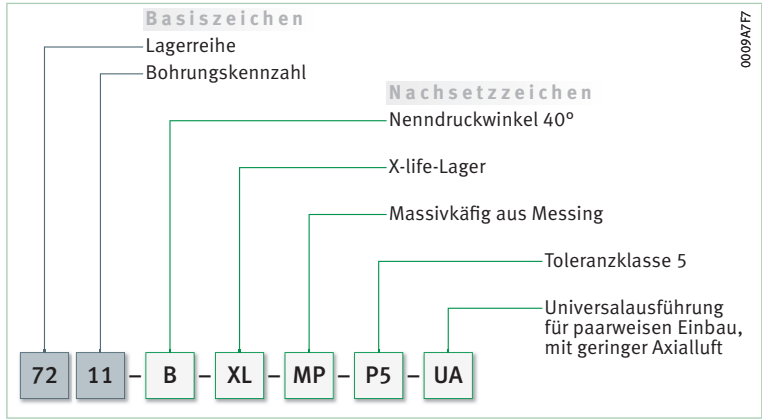 Basiszeichen
Lagerreihe
Bohrungskennzahl
Nachsetzzeichen
Nenndruckwinkel 40°
X-life-Lager
Massivkäfig aus Messing
Toleranzklasse 5
Universalausführung
für paarweisen Einbau,
mit geringer Axialluft
72 11 – B – XL – MP – P5 – UA
0009A7F7